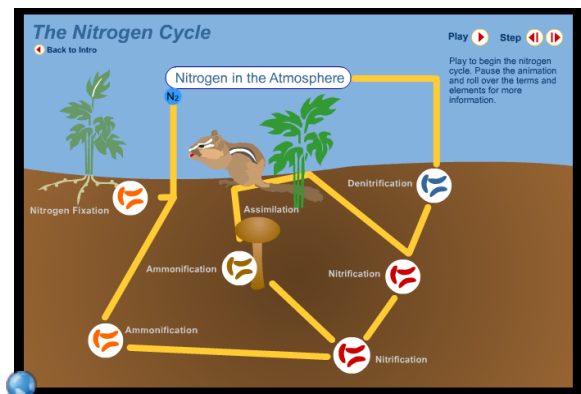 The Nitrogen Cycle
Back to Intro
Play Step
Play to begin the nitrogen
cycle. Pause the animation
and roll over the terms and
elements for more
information.
Nitrogen in the Atmosphere
N₂
Denitrification
Nitrogen Fixation
Assimilation
Ammonification
Nitrification
Ammonification
Nitrification